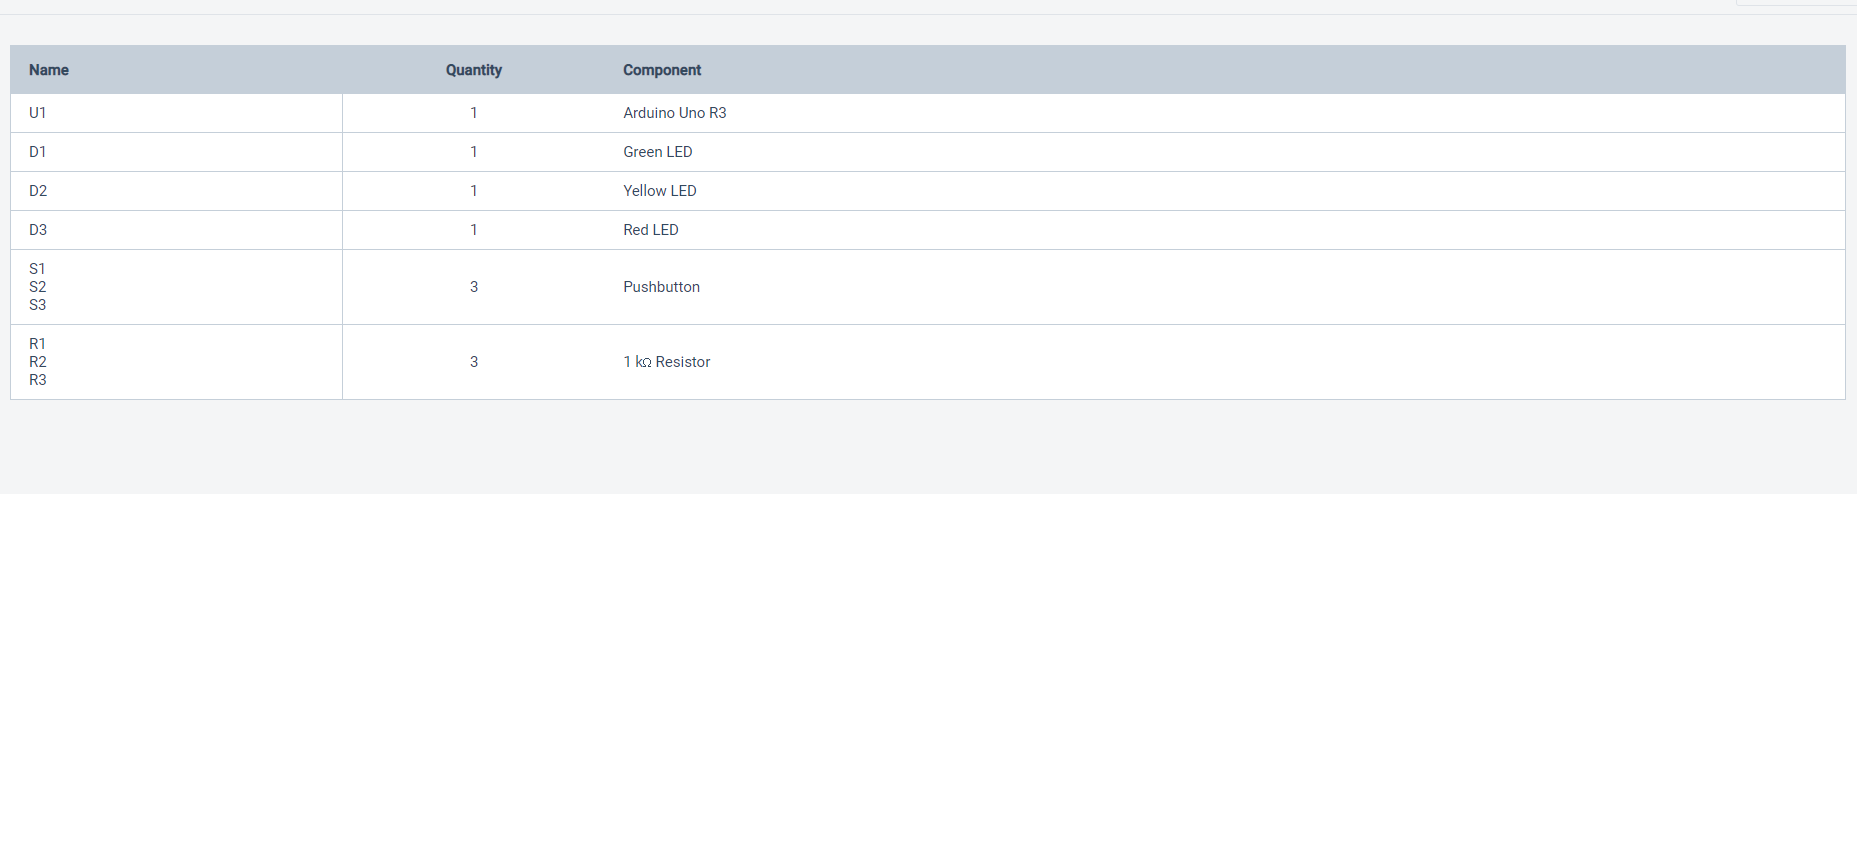 Name Quantity Component
U1 1 Arduino Uno R3
D1 1 Green LED
D2 1 Yellow LED
D3 1 Red LED
S1
S2 3 Pushbutton
S3
R1
R2 3 1 kΩ Resistor
R3